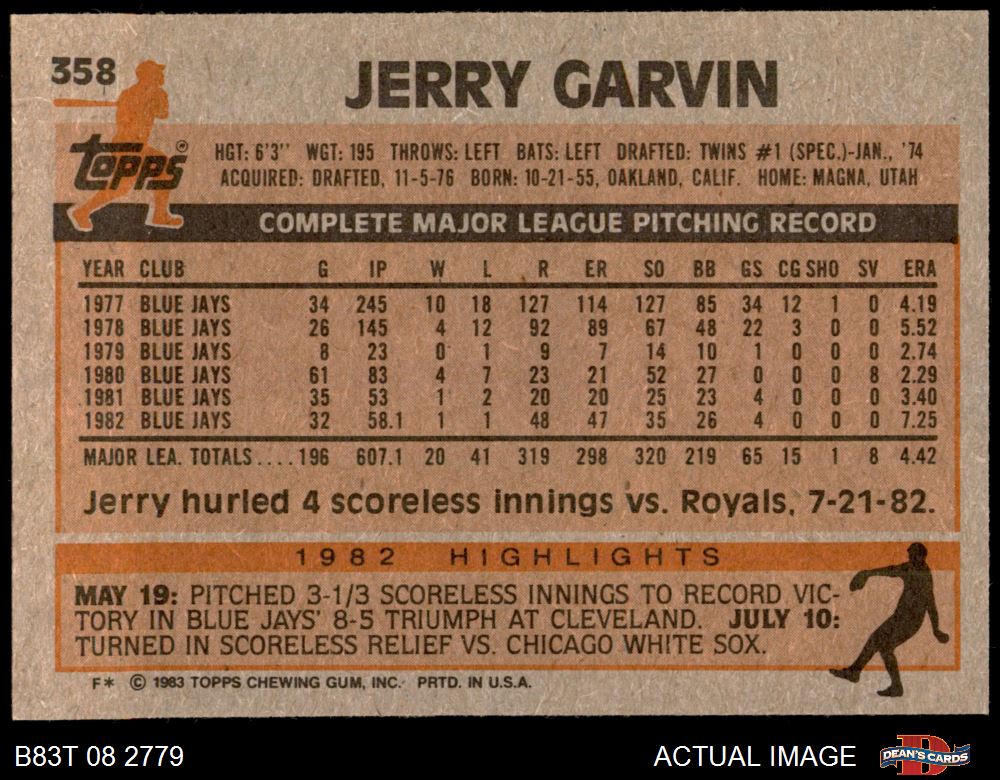 358
JERRY GARVIN
Topps®
HGT: 6'3" WGT: 195 THROWS: LEFT BATS: LEFT DRAFTED: TWINS #1 (SPEC.)-JAN., '74
ACQUIRED: DRAFTED, 11-5-76 BORN: 10-21-55, OAKLAND, CALIF. HOME: MAGNA, UTAH
COMPLETE MAJOR LEAGUE PITCHING RECORD
YEAR CLUB G IP W L R ER SO BB GS CG SHO SV ERA
1977 BLUE JAYS 34 245 10 18 127 114 127 85 34 12 1 0 4.19
1978 BLUE JAYS 26 145 4 12 92 89 67 48 22 3 0 0 5.52
1979 BLUE JAYS 8 23 0 1 9 7 14 10 1 0 0 0 2.74
1980 BLUE JAYS 61 83 4 7 23 21 52 27 0 0 0 8 2.29
1981 BLUE JAYS 35 53 1 2 20 20 25 23 4 0 0 0 3.40
1982 BLUE JAYS 32 58.1 1 1 48 47 35 26 4 0 0 0 7.25
MAJOR LEA. TOTALS....196 607.1 20 41 319 298 320 219 65 15 1 8 4.42
Jerry hurled 4 scoreless innings vs. Royals, 7-21-82.
1982 HIGHLIGHTS
MAY 19: PITCHED 3-1/3 SCORELESS INNINGS TO RECORD VIC-
TORY IN BLUE JAYS' 8-5 TRIUMPH AT CLEVELAND. JULY 10:
TURNED IN SCORELESS RELIEF VS. CHICAGO WHITE SOX.
F* © 1983 TOPPS CHEWING GUM, INC. PRTD. IN U.S.A.
B83T 08 2779 ACTUAL IMAGE DEAN'S CARDS